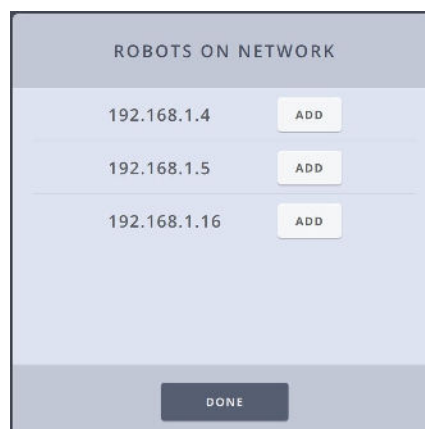 ROBOTS ON NETWORK
192.168.1.4 ADD
192.168.1.5 ADD
192.168.1.16 ADD
DONE